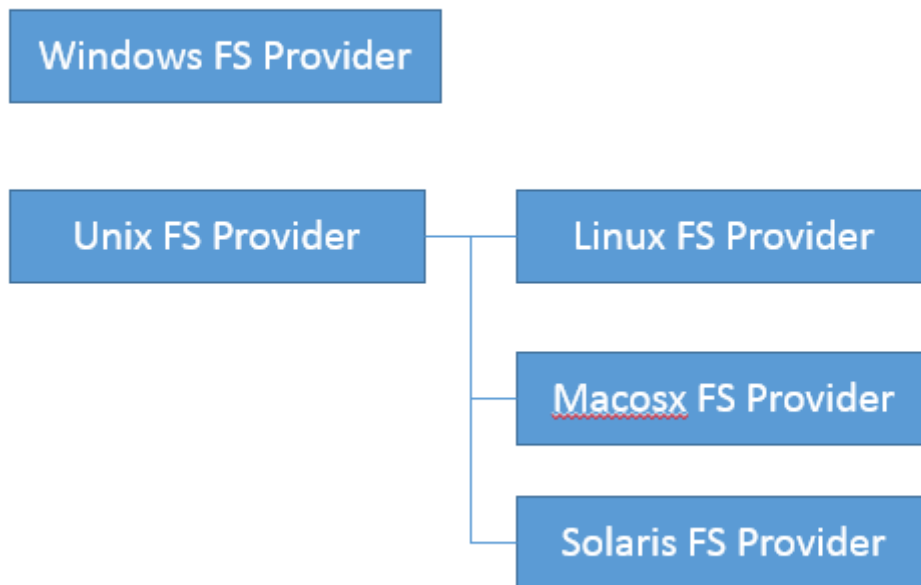 Windows FS Provider
Unix FS Provider
Linux FS Provider
Macosx FS Provider
Solaris FS Provider